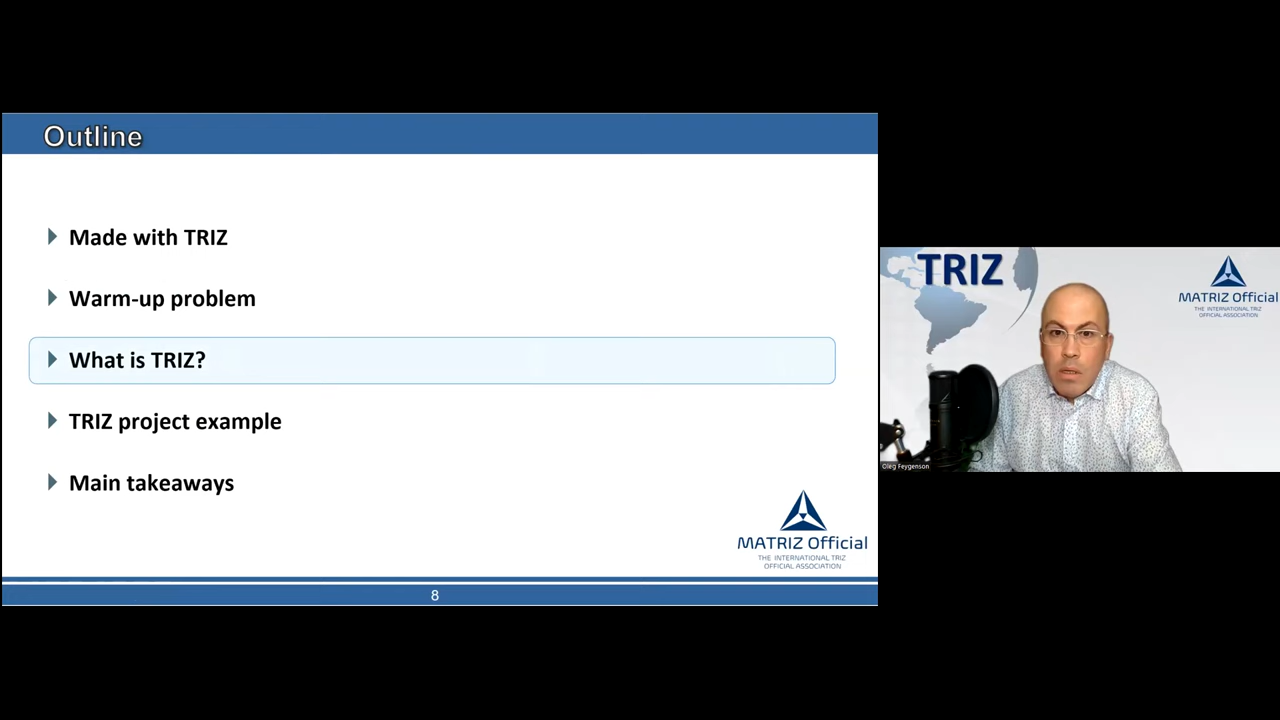 Outline
Made with TRIZ
Warm-up problem
What is TRIZ?
TRIZ project example
Main takeaways
MATRIZ Official
THE INTERNATIONAL TRIZ
OFFICIAL ASSOCIATION
8
TRIZ
MATRIZ Official
THE INTERNATIONAL TRIZ
OFFICIAL ASSOCIATION
Oleg Feygenson